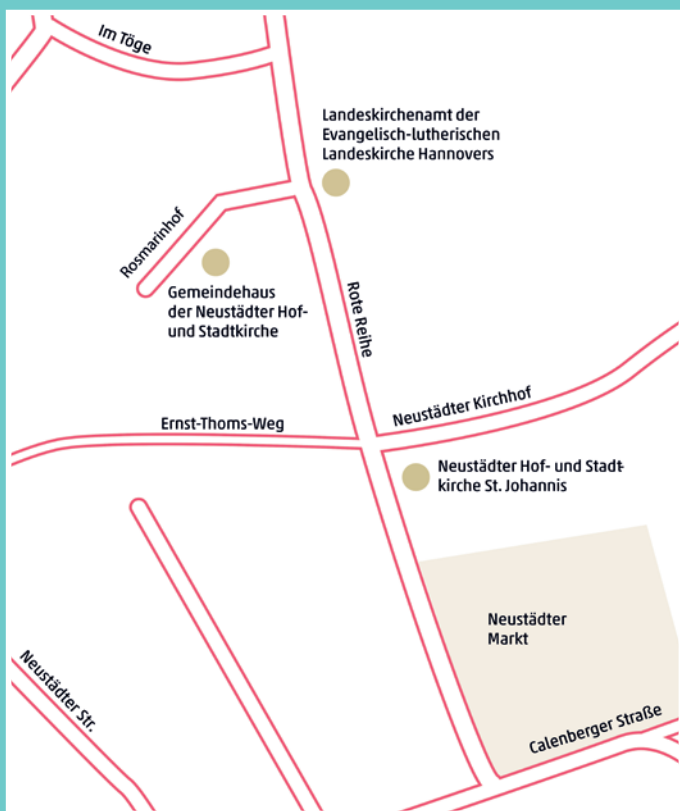 Im Töge
Landeskirchenamt der
Evangelisch-lutherischen
Landeskirche Hannovers
Rosmarinhof
Gemeindehaus
der Neustädter Hof-
und Stadtkirche
Rote Reihe
Neustädter Kirchhof
Ernst-Thoms-Weg
Neustädter Hof- und Stadt-
kirche St. Johannis
Neustädter
Markt
Neustädter Str.
Calenberger Straße